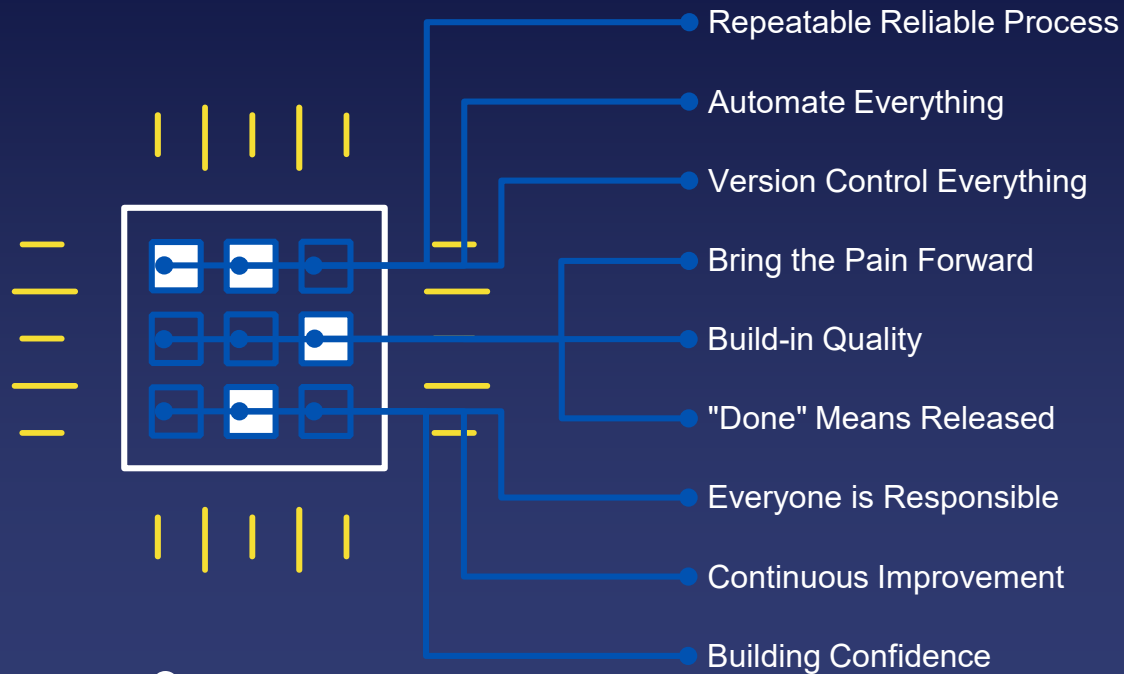 Repeatable Reliable Process
Automate Everything
Version Control Everything
Bring the Pain Forward
Build-in Quality
"Done" Means Released
Everyone is Responsible
Continuous Improvement
Building Confidence